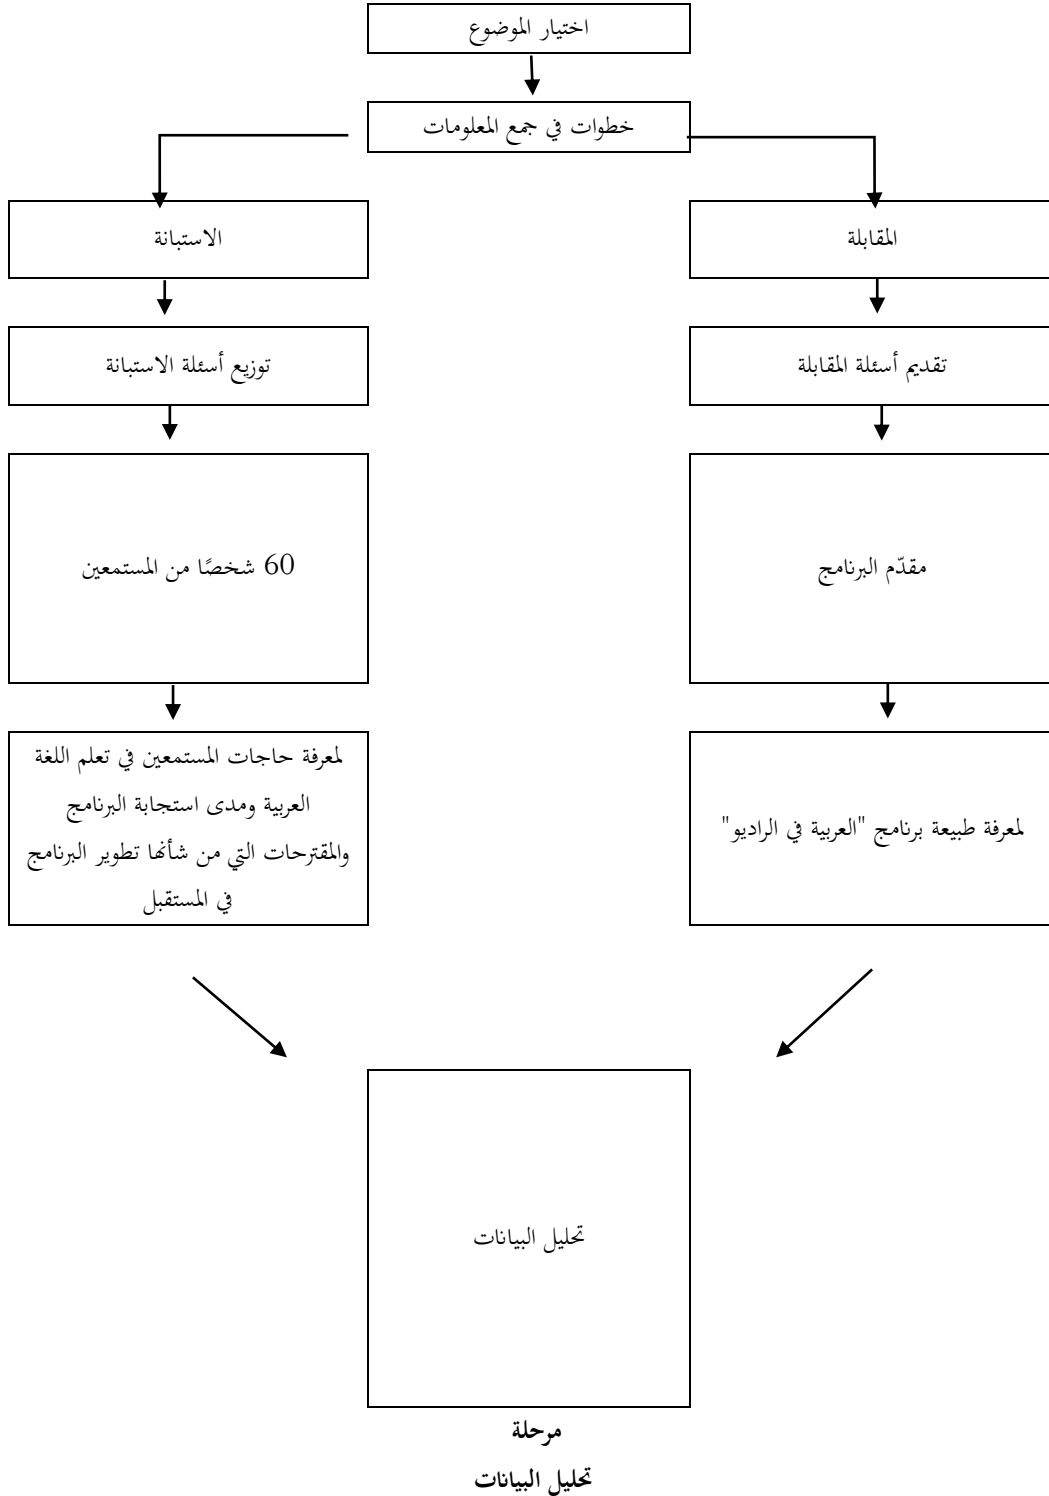 اختيار الموضوع
خطوات في جمع المعلومات
المقابلة
الاستبانة
تقديم أسئلة المقابلة
توزيع أسئلة الاستبانة
مقدّم البرنامج
60 شخصًا من المستمعين
لمعرفة طبيعة برنامج "العربية في الراديو"
لمعرفة حاجات المستمعين في تعلم اللغة
العربية ومدى استجابة البرنامج
والمقترحات التي من شأنها تطوير البرنامج
في المستقبل
تحليل البيانات
مرحلة
تحليل البيانات